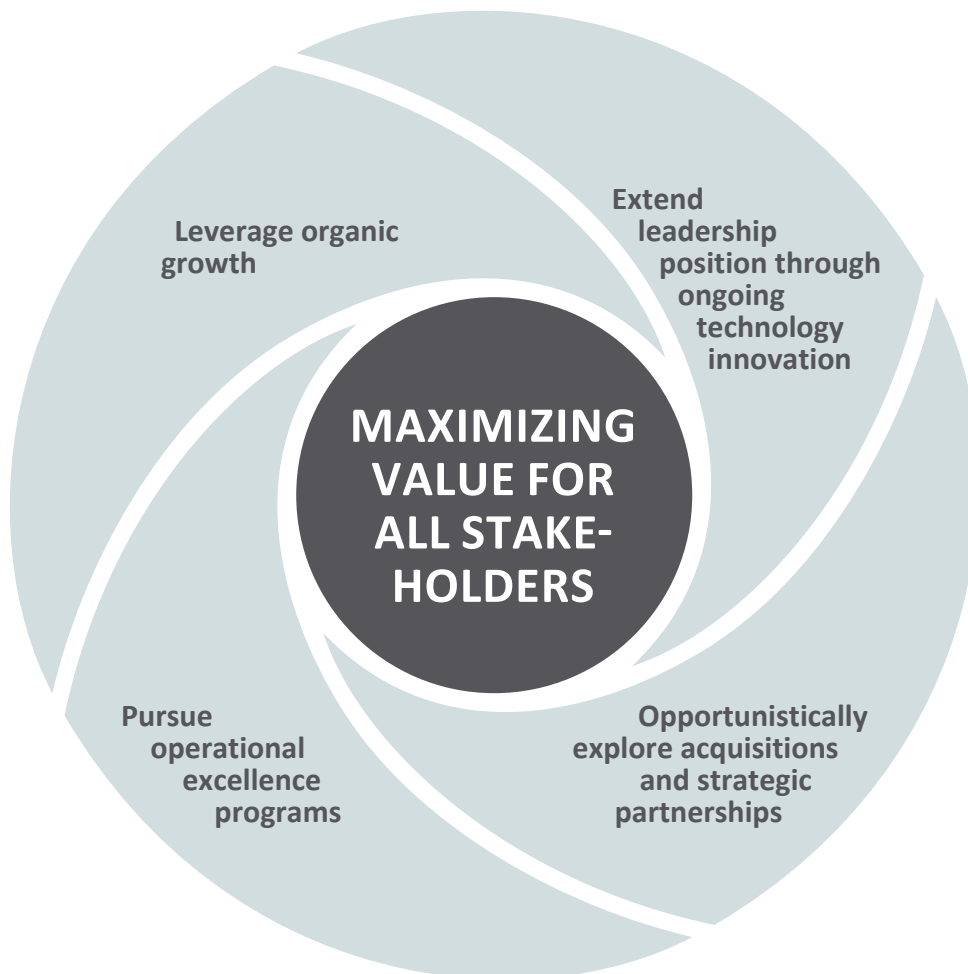 Leverage organic
growth
Extend
leadership
position through
ongoing
technology
innovation
MAXIMIZING
VALUE FOR
ALL STAKE-
HOLDERS
Pursue
operational
excellence
programs
Opportunistically
explore acquisitions
and strategic
partnerships